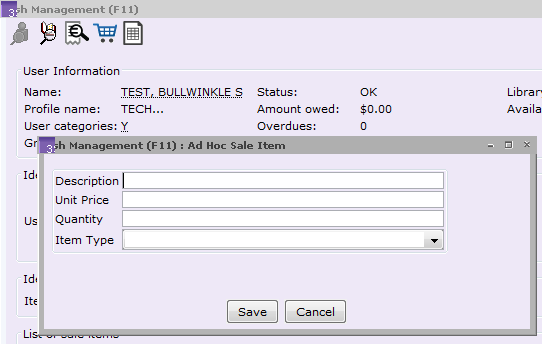 sh Management (F11)
User Information
Name: TEST, BULLWINKLE S Status: OK Library
Profile name: TECH... Amount owed: $0.00 Availa
User categories: Y Overdues: 0
Gr
3 sh Management (F11) : Ad Hoc Sale Item
Ide
Description
Unit Price
Us Quantity
Item Type
Ide
Ite
Save Cancel
List of sale items